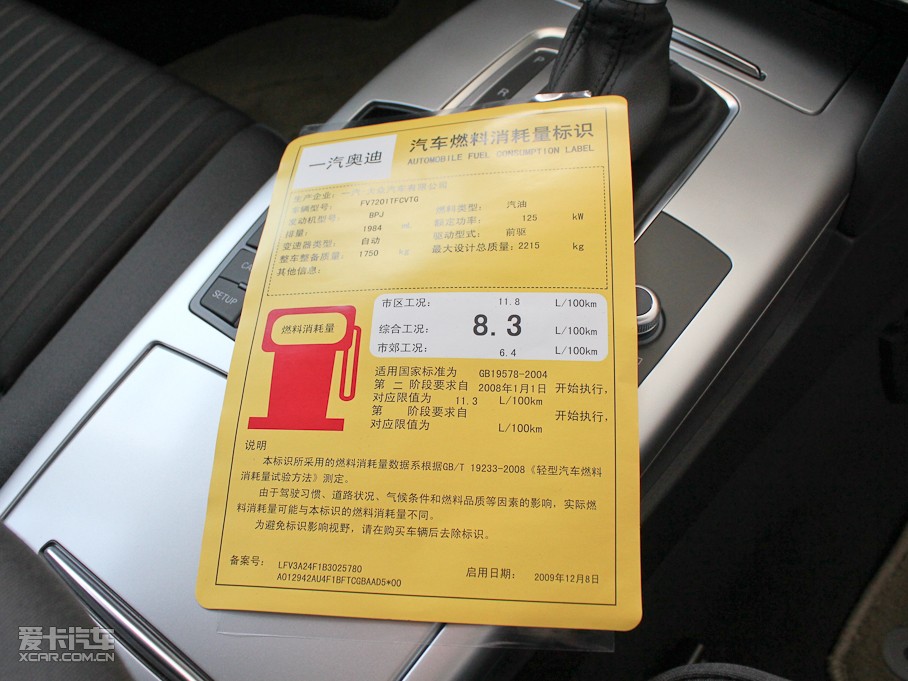 P
R
一汽奥迪
汽车燃料消耗量标识
AUTOMOBILE FUEL CONSUMPTION LABEL
生产企业: 一汽-大众汽车有限公司
车辆型号: FV7201TFCVTG 燃料类型: 汽油
发动机型号: BPJ 额定功率: 125 kW
排量: 1984 mL 驱动型式: 前驱
变速器类型: 自动 最大设计总质量: 2215 kg
整车整备质量: 1750 kg
其他信息:
SETUP
燃料消耗量
市区工况: 11.8 L/100km
综合工况: 8.3 L/100km
市郊工况: 6.4 L/100km
适用国家标准为 GB19578-2004
第 二 阶段要求自 2008年1月1日 开始执行,
对应限值为 11.3 L/100km
第 阶段要求自 开始执行,
对应限值为 L/100km
说明
本标识所采用的燃料消耗量数据系根据GB/T 19233-2008《轻型汽车燃料
消耗量试验方法》测定。
由于驾驶习惯、道路状况、气候条件和燃料品质等因素的影响, 实际燃
料消耗量可能与本标识的燃料消耗量不同。
为避免标识影响视野, 请在购买车辆后去除标识。
备案号: LFV3A24F1B3025780
A012942AU4F1BFTCGBAAD5*00
启用日期: 2009年12月8日
爱卡汽车
XCAR.COM.CN